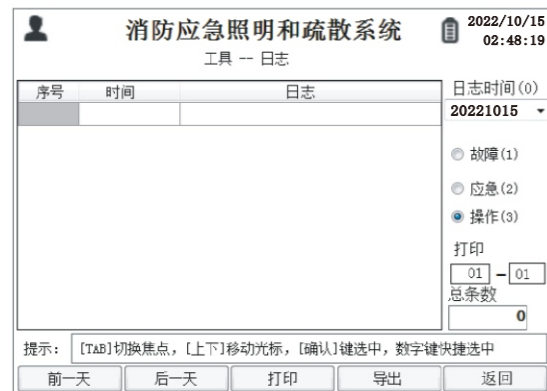 消防应急照明和疏散系统
2022/10/15
02:48:19
工具 -- 日志
序号 时间 日志
日志时间(0)
20221015
故障(1)
应急(2)
操作(3)
打印
01 - 01
总条数
0
提示: [TAB]切换焦点, [上下]移动光标, [确认]键选中, 数字键快捷选中
前一天 后一天 打印 导出 返回